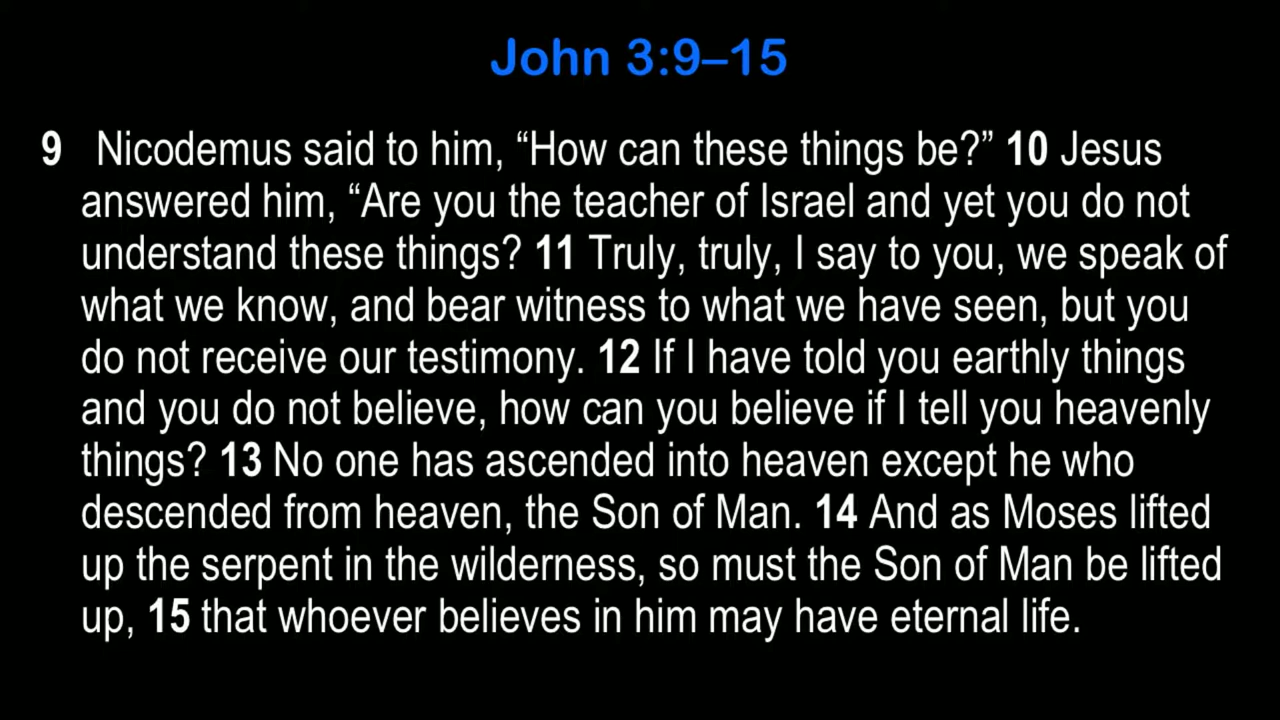 John 3:9–15
9 Nicodemus said to him, “How can these things be?” 10 Jesus
answered him, “Are you the teacher of Israel and yet you do not
understand these things? 11 Truly, truly, I say to you, we speak of
what we know, and bear witness to what we have seen, but you
do not receive our testimony. 12 If I have told you earthly things
and you do not believe, how can you believe if I tell you heavenly
things? 13 No one has ascended into heaven except he who
descended from heaven, the Son of Man. 14 And as Moses lifted
up the serpent in the wilderness, so must the Son of Man be lifted
up, 15 that whoever believes in him may have eternal life.